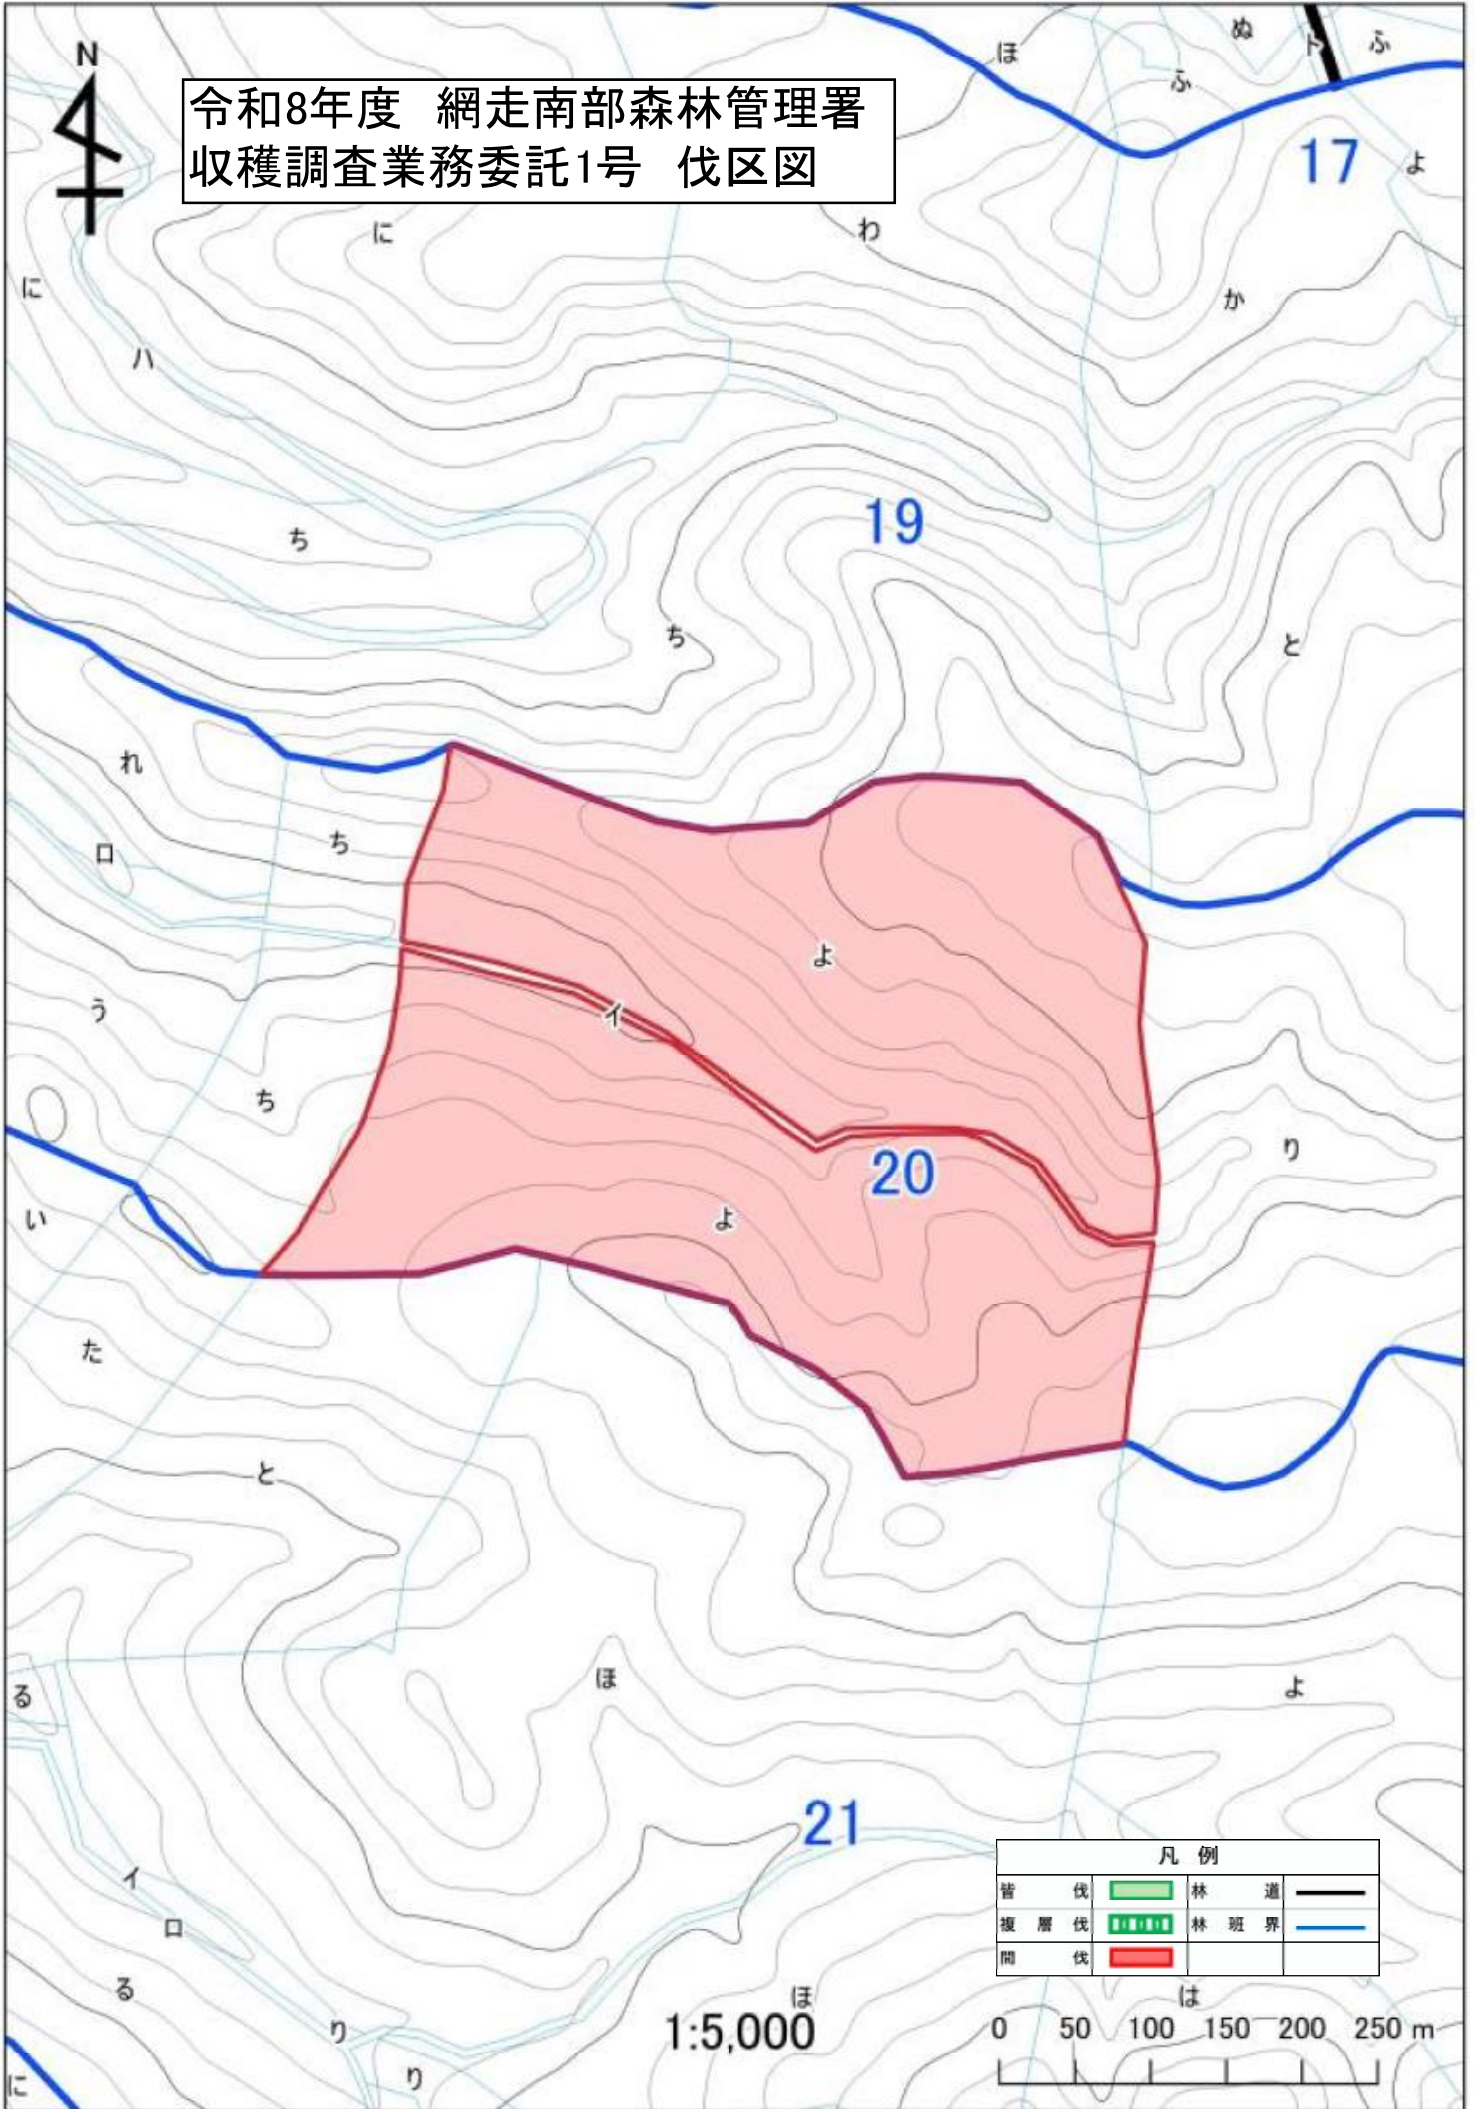 N
令和8年度　網走南部森林管理署
収穫調査業務委託1号　伐区図
ぬ
ト
ふ
ほ
ふ
17
よ
に
わ
に
か
ハ
19
ち
ち
と
れ
ち
ロ
よ
う
イ
ち
20
り
よ
い
た
と
ほ
よ
る
21
イ
ロ
る
り
り
に
ほ
は
凡　例
皆　伐　林　道
複　層　伐　林　班　界
間　伐
1:5,000
0 50 100 150 200 250 m